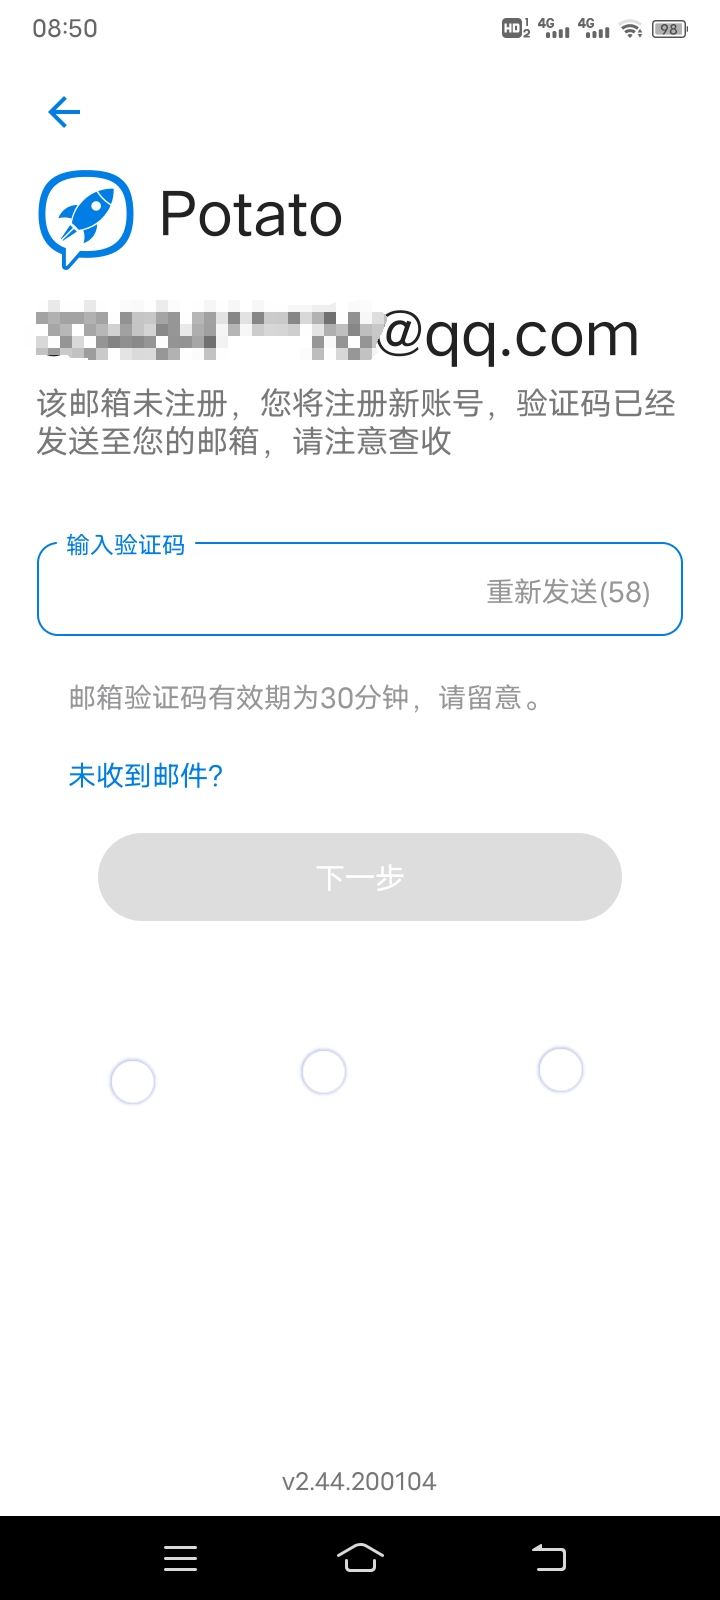 08:50
HD 1 2 4G 4G 98
Potato
@qq.com
该邮箱未注册，您将注册新账号，验证码已经
发送至您的邮箱，请注意查收
输入验证码
重新发送(58)
邮箱验证码有效期为30分钟，请留意。
未收到邮件?
下一步
v2.44.200104